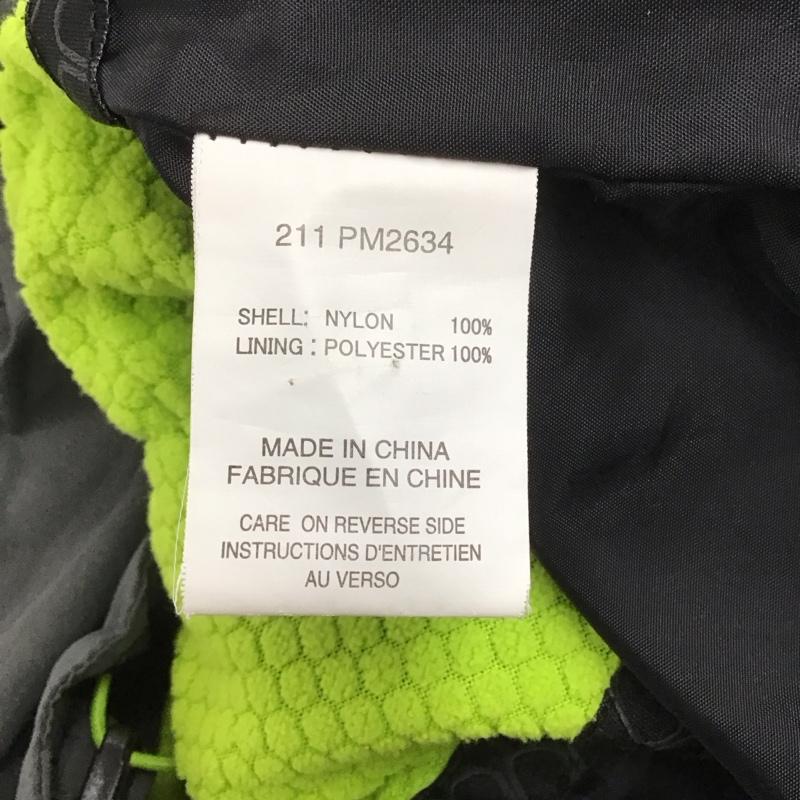 211 PM2634
SHELL: NYLON 100%
LINING : POLYESTER 100%
MADE IN CHINA
FABRIQUE EN CHINE
CARE ON REVERSE SIDE
INSTRUCTIONS D'ENTRETIEN
AU VERSO